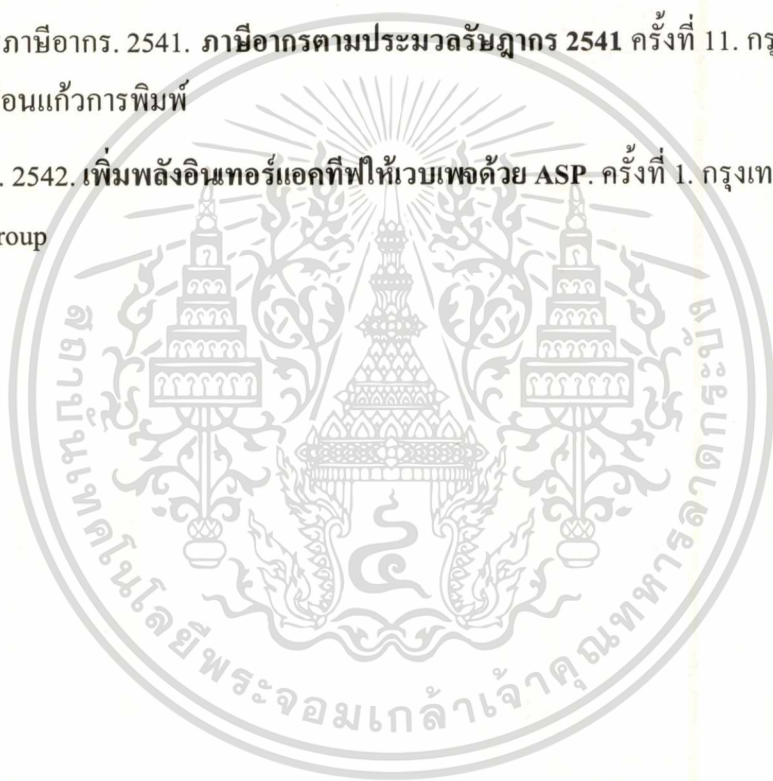 ภาษีอากร. 2541. ภาษีอากรตามประมวลรัษฎากร 2541 ครั้งที่ 11. กรุ
อนแก้วการพิมพ์
. 2542. เพิ่มพลังอินเทอร์แอคทีฟให้เวบเพจด้วย ASP. ครั้งที่ 1. กรุงเท
roup
สถาบันเทคโนโลยีพระจอมเกล้าเจ้าคุณทหารลาดกระบัง